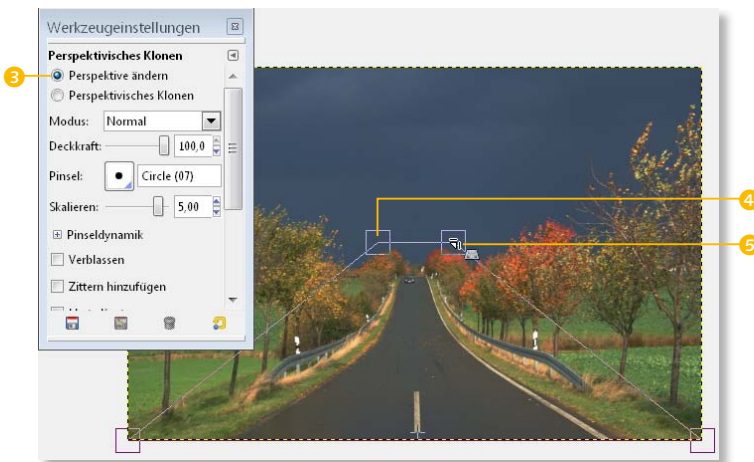 Werkzeugeinstellungen
Perspektivisches Klonen
3
Perspektive ändern
Perspektivisches Klonen
Modus: Normal
Deckkraft: 100,0
Pinsel: Circle (07)
Skalieren: 5,00
Pinseldynamik
Verblassen
Zittern hinzufügen
4
5